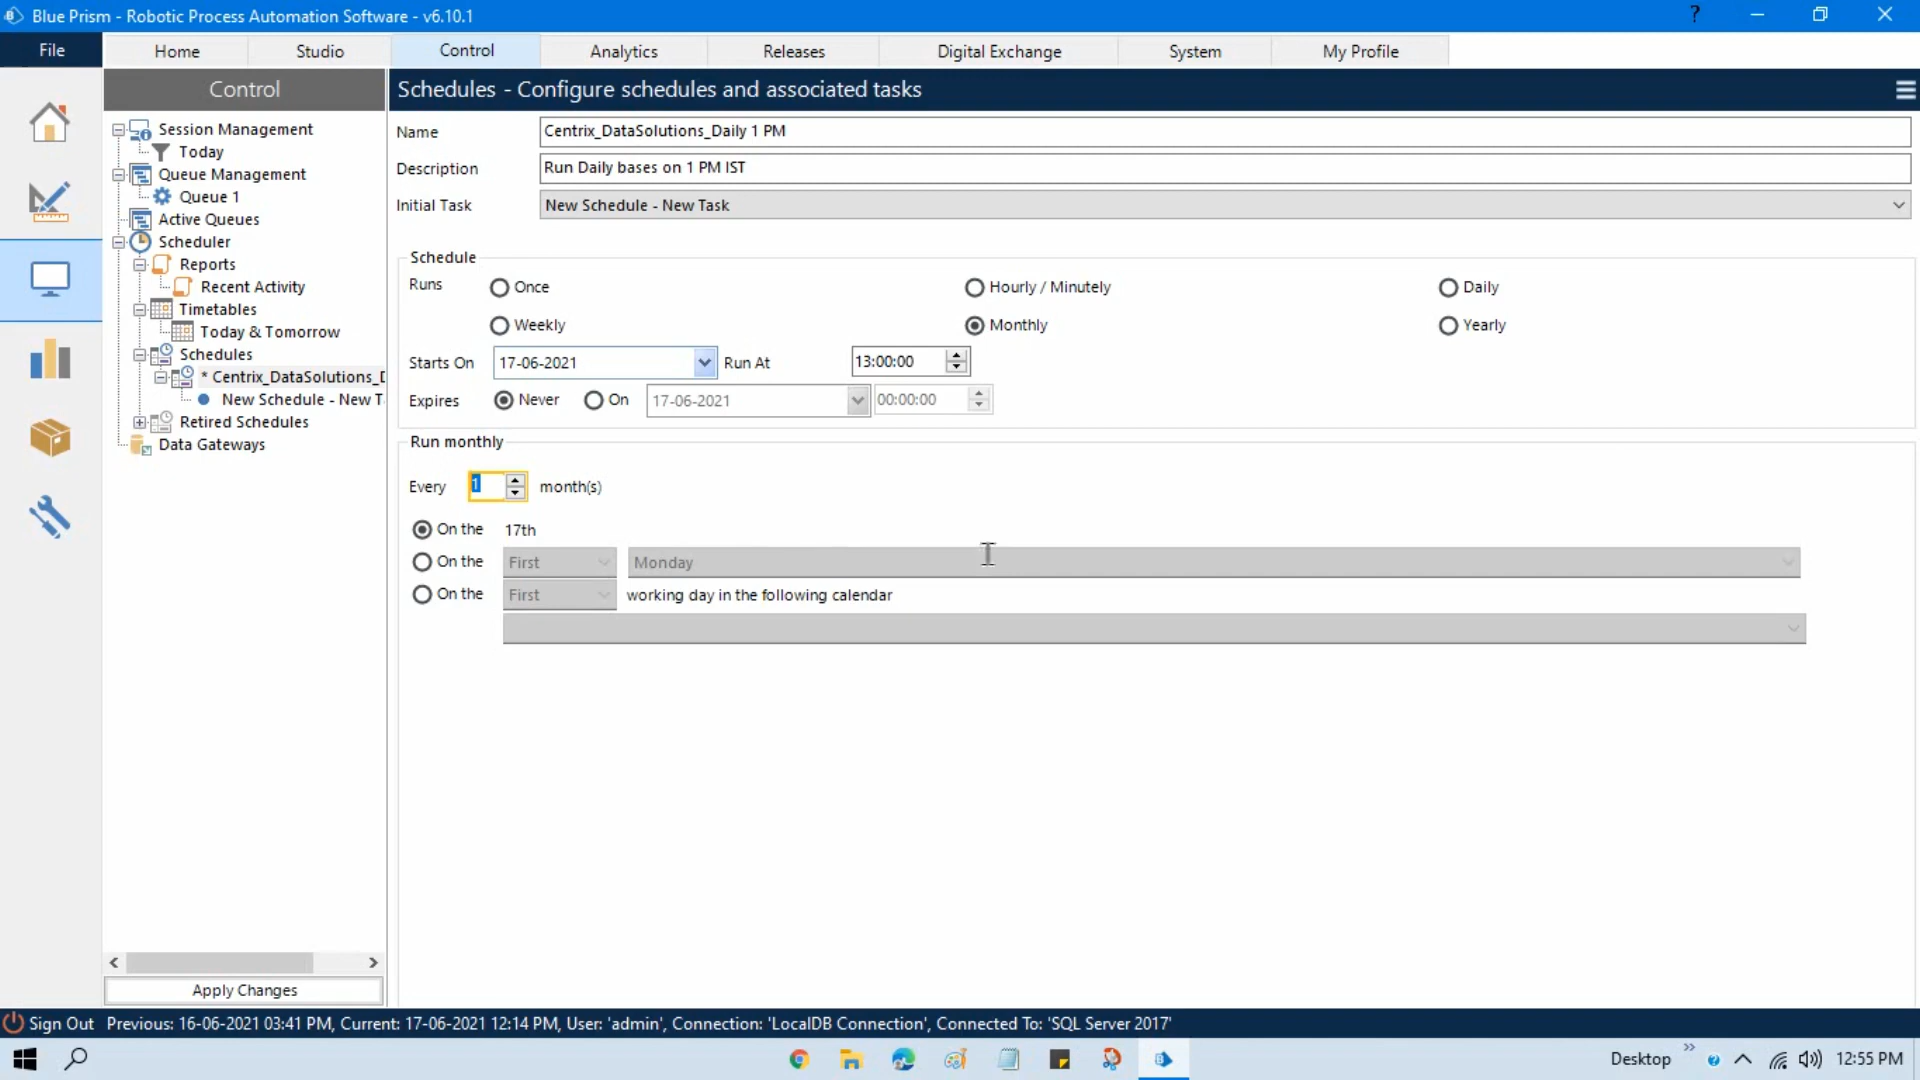 Blue Prism - Robotic Process Automation Software - v6.10.1
?
File
Home
Studio
Control
Analytics
Releases
Digital Exchange
System
My Profile
Control
Session Management
Today
Queue Management
Queue 1
Active Queues
Scheduler
Reports
Recent Activity
Timetables
Today & Tomorrow
Schedules
* Centrix_DataSolutions_D
New Schedule - New T
Retired Schedules
Data Gateways
Apply Changes
Schedules - Configure schedules and associated tasks
Name Centrix_DataSolutions_Daily 1 PM
Description Run Daily bases on 1 PM IST
Initial Task New Schedule - New Task
Schedule
Runs Once Hourly / Minutely Daily
Weekly Monthly Yearly
Starts On 17-06-2021 Run At 13:00:00
Expires Never On 17-06-2021 00:00:00
Run monthly
Every 1 month(s)
On the 17th
On the First Monday
On the First working day in the following calendar
Sign Out Previous: 16-06-2021 03:41 PM, Current: 17-06-2021 12:14 PM, User: 'admin', Connection: 'LocalDB Connection', Connected To: 'SQL Server 2017'
Desktop 12:55 PM